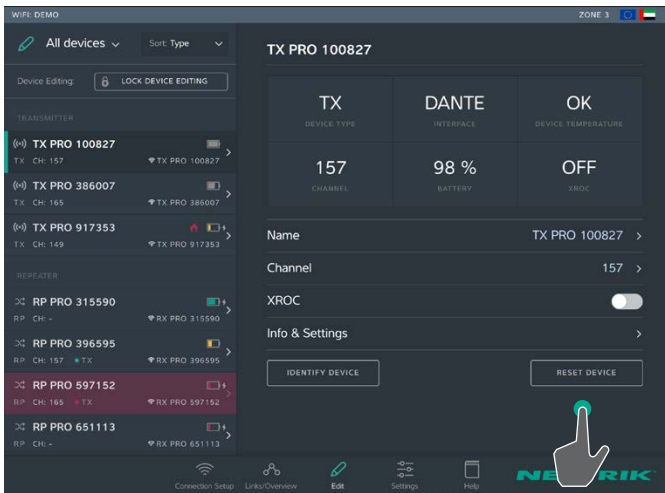 WIFI: DEMO
ZONE 3
All devices
Sort: Type
Device Editing:
LOCK DEVICE EDITING
TRANSMITTER
TX PRO 100827
TX CH: 157
TX PRO 100827
TX PRO 386007
TX CH: 165
TX PRO 386007
TX PRO 917353
TX CH: 149
TX PRO 917353
REPEATER
RP PRO 315590
RP CH: -
RX PRO 315590
RP PRO 396595
RP CH: 157 TX
RX PRO 396595
RP PRO 597152
RP CH: 165 TX
RX PRO 597152
RP PRO 651113
RP CH: -
RX PRO 651113
TX PRO 100827
TX
DEVICE TYPE
DANTE
INTERFACE
OK
DEVICE TEMPERATURE
157
CHANNEL
98 %
BATTERY
OFF
XROC
Name
TX PRO 100827
Channel
157
XROC
Info & Settings
IDENTIFY DEVICE
RESET DEVICE
Connection Setup
Links/Overview
Edit
Settings
Help